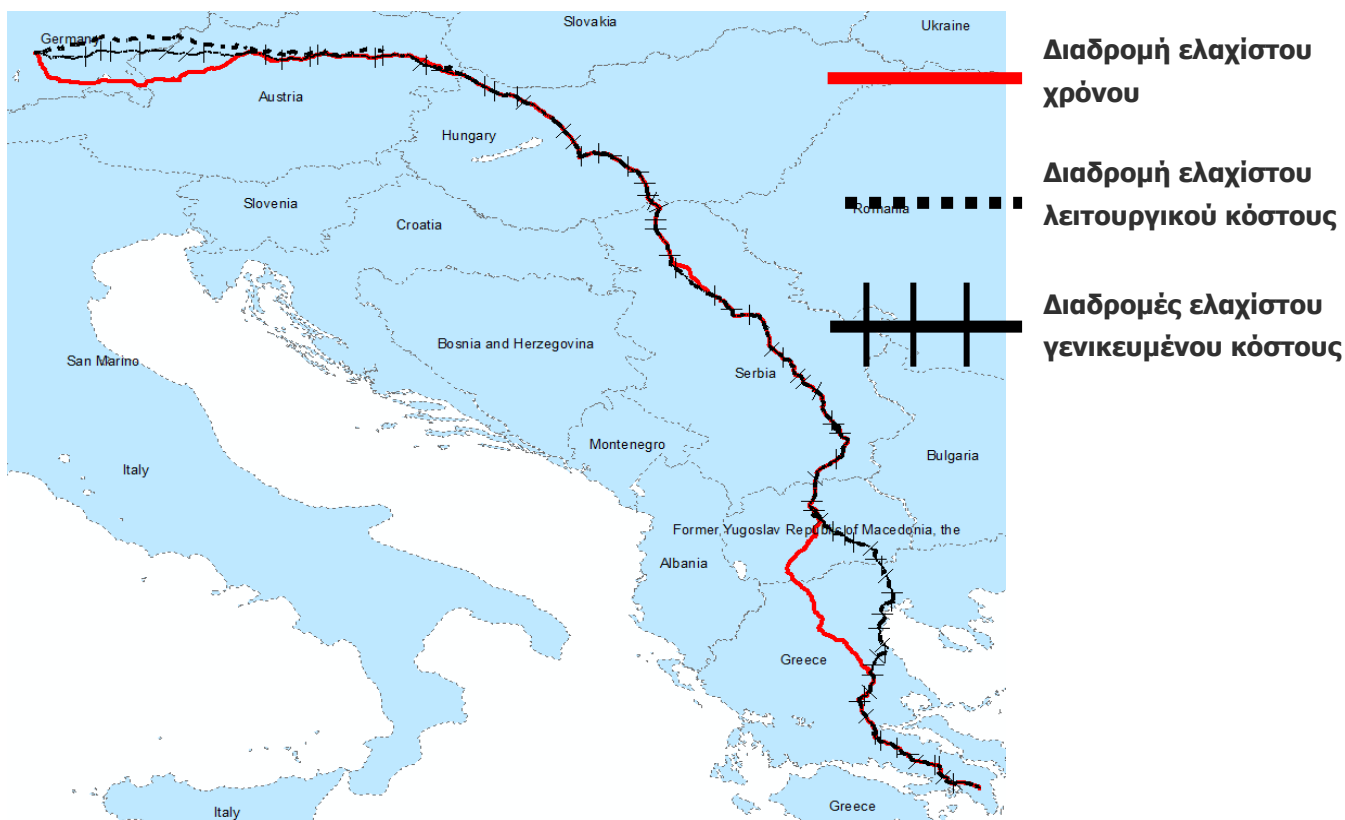 Germany
Slovakia
Ukraine
Austria
Hungary
Slovenia
Croatia
Romania
San Marino
Bosnia and Herzegovina
Serbia
Montenegro
Bulgaria
Italy
Former Yugoslav Republic of Macedonia, the
Albania
Greece
Italy
Greece
Διαδρομή ελαχίστου
χρόνου
Διαδρομή ελαχίστου
λειτουργικού κόστους
Διαδρομές ελαχίστου
γενικευμένου κόστους